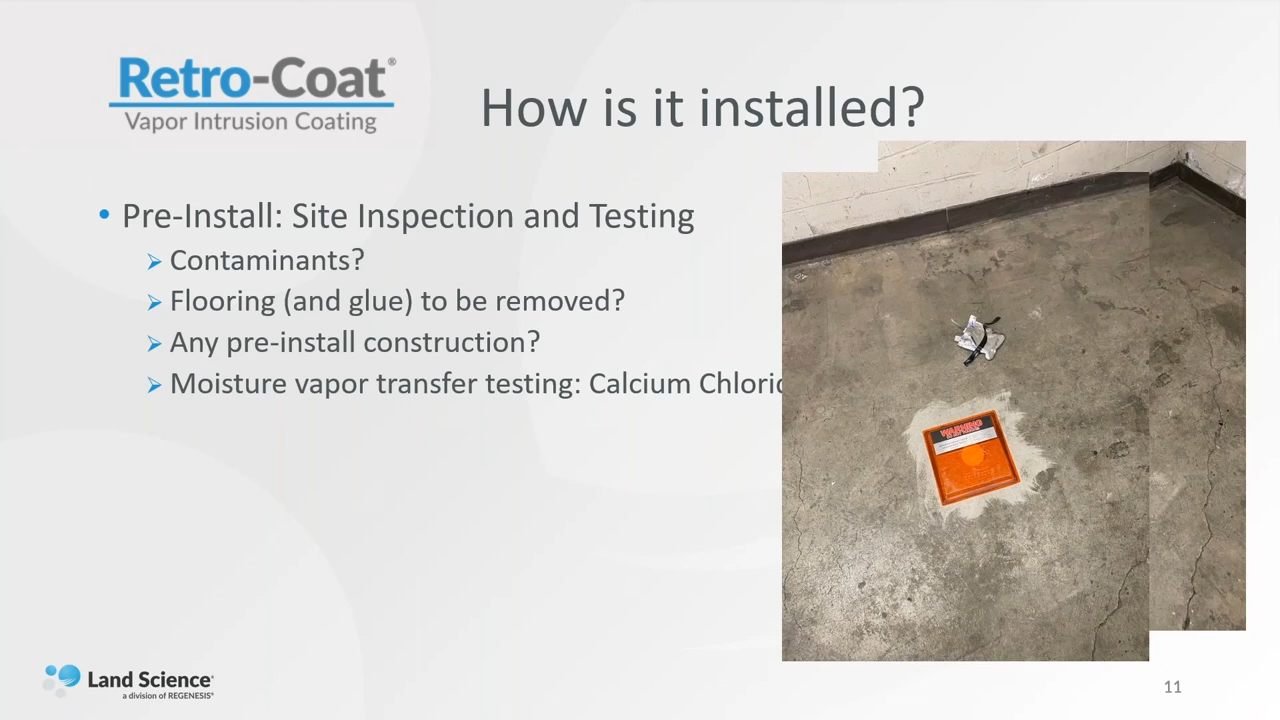 Retro-Coat®
Vapor Intrusion Coating
How is it installed?
• Pre-Install: Site Inspection and Testing
➢ Contaminants?
➢ Flooring (and glue) to be removed?
➢ Any pre-install construction?
➢ Moisture vapor transfer testing: Calcium Chlorid
WARNING
Land Science®
a division of REGENESIS®
11